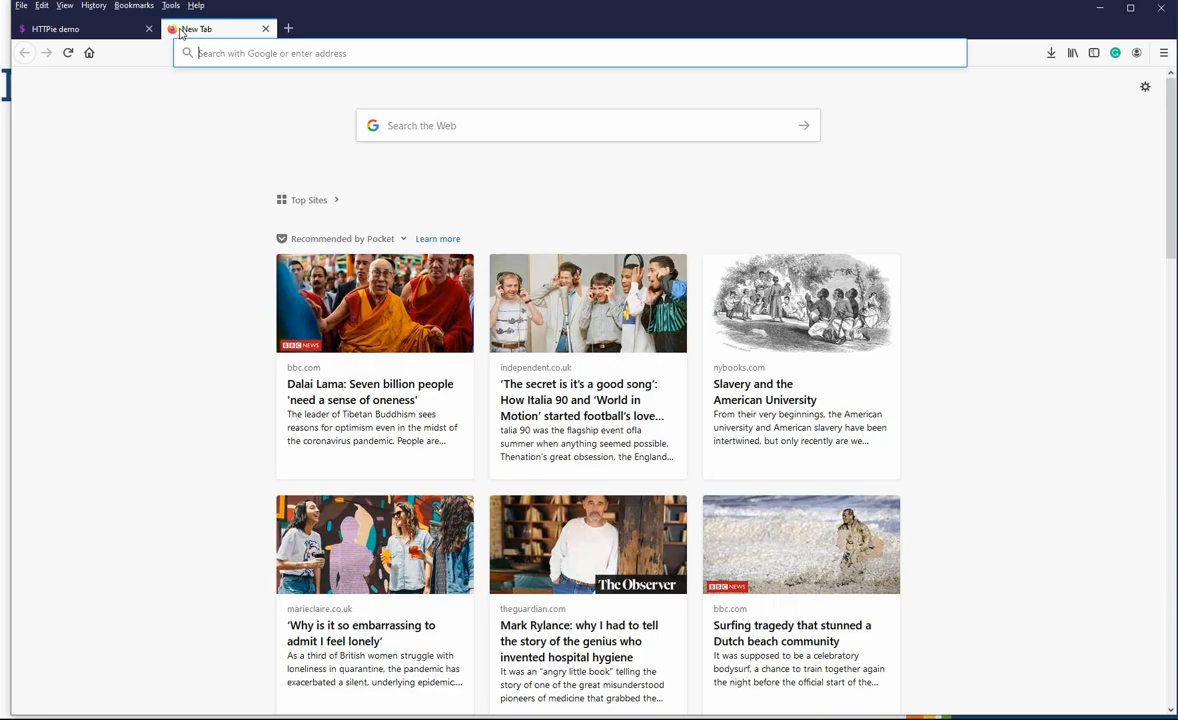 File Edit View History Bookmarks Tools Help
HTTPie demo
New Tab
Search with Google or enter address
Search the Web
Top Sites
Recommended by Pocket Learn more
BBC NEWS
bbc.com
Dalai Lama: Seven billion people
'need a sense of oneness'
The leader of Tibetan Buddhism sees
reasons for optimism even in the midst of
the coronavirus pandemic. People are...
independent.co.uk
‘The secret is it’s a good song’:
How Italia 90 and ‘World in
Motion’ started football’s love...
talia 90 was the flagship event ofla
summer when anything seemed possible.
Thenation's great obsession, the England...
nybooks.com
Slavery and the
American University
From their very beginnings, the American
university and American slavery have been
intertwined, but only recently are we...
marieclaire.co.uk
‘Why is it so embarrassing to
admit I feel lonely’
As a third of British women struggle with
loneliness in quarantine, the pandemic has
exacerbated a silent, underlying epidemic....
The Observer
theguardian.com
Mark Rylance: why I had to tell
the story of the genius who
invented hospital hygiene
It was an “angry little book” telling the
story of one of the great misunderstood
pioneers of medicine that grabbed the...
BBC NEWS
bbc.com
Surfing tragedy that stunned a
Dutch beach community
It was supposed to be a celebratory
bodysurf, a chance to train together again
the night before the official start of the...